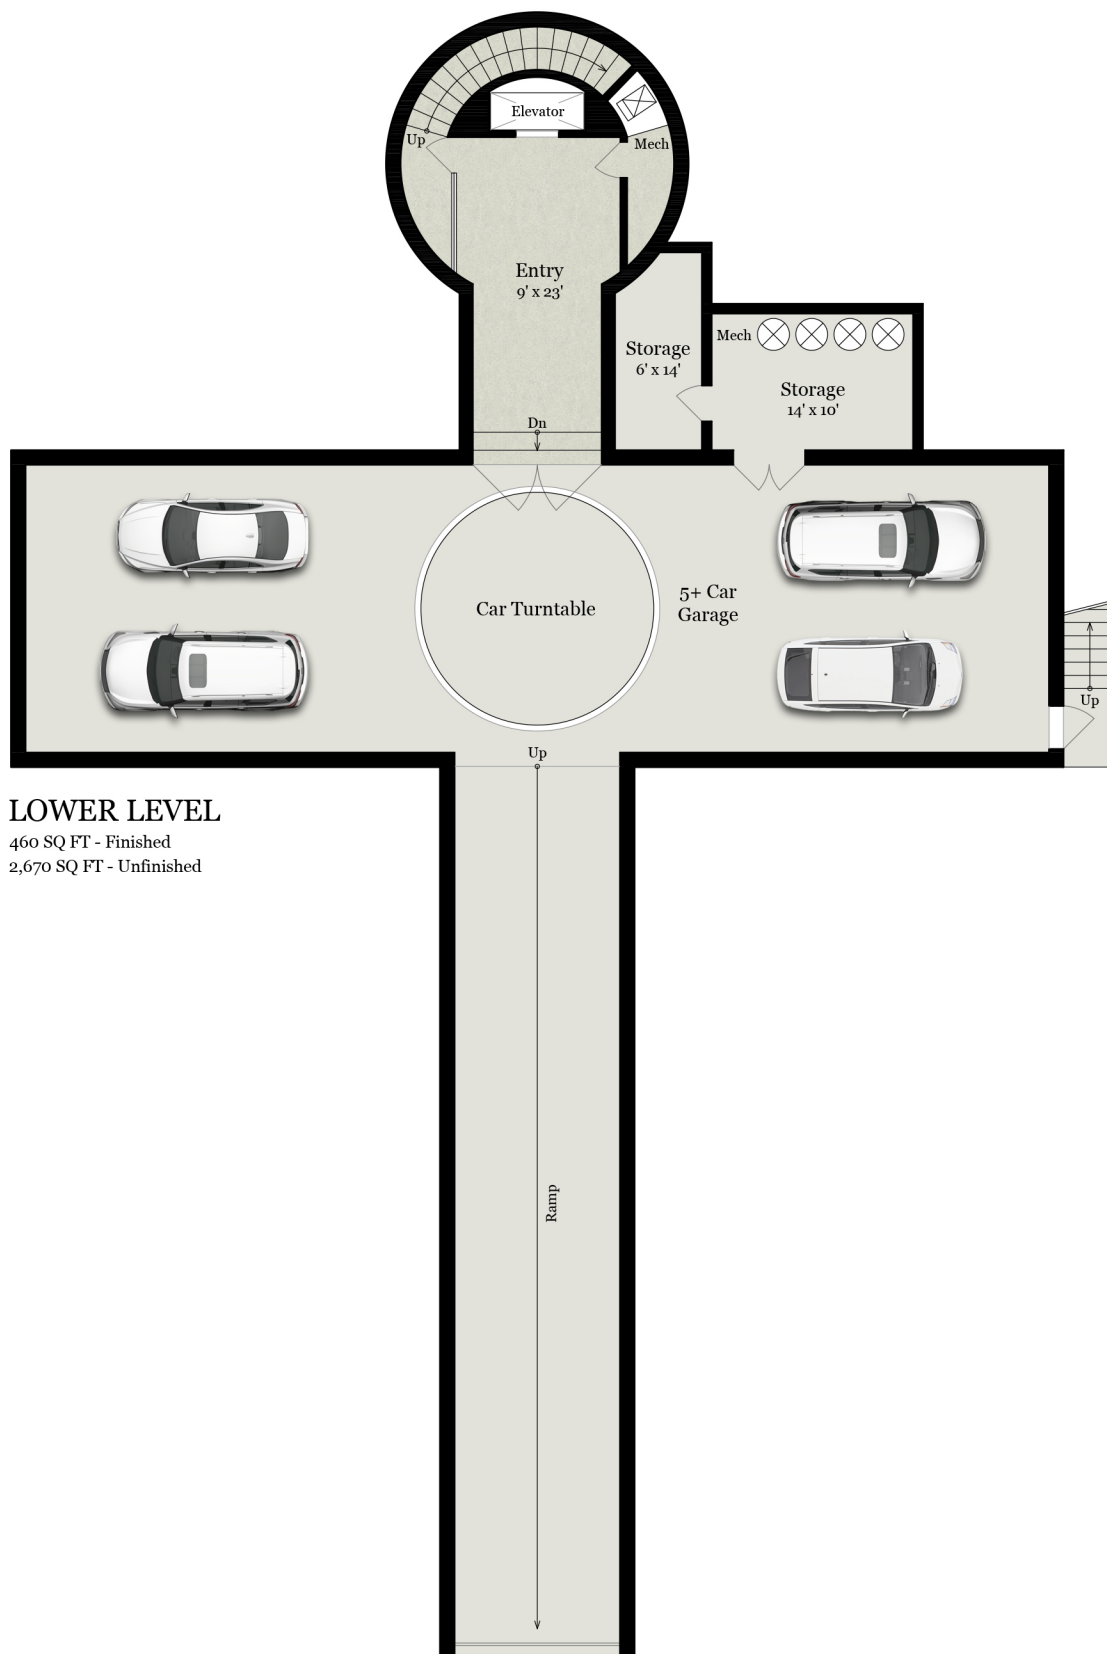 Elevator
Up
Mech
Entry
9' x 23'
Mech
Storage
6' x 14'
Storage
14' x 10'
Dn
Car Turntable
5+ Car
Garage
Up
Up
LOWER LEVEL
460 SQ FT - Finished
2,670 SQ FT - Unfinished
Ramp